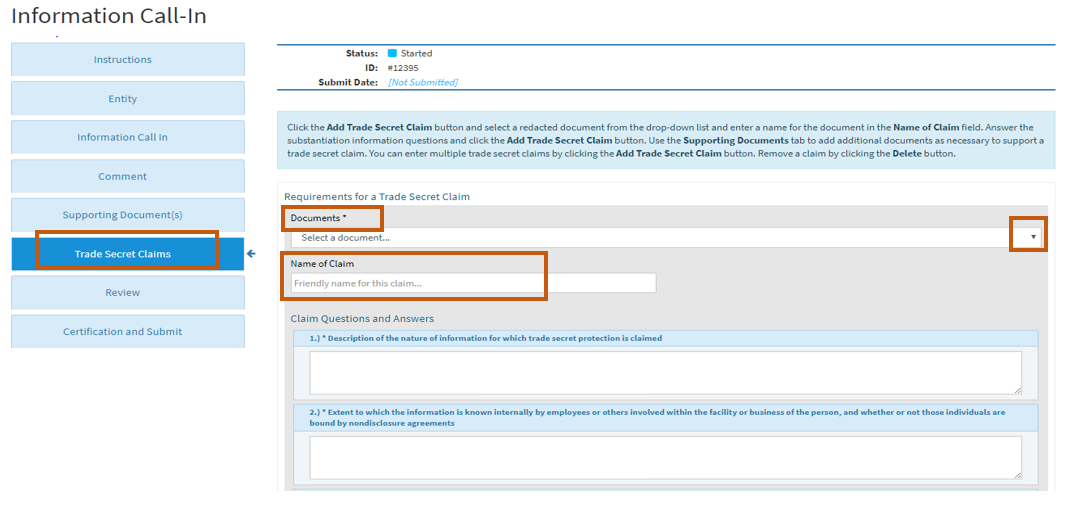 Information Call-In
Instructions
Entity
Information Call In
Comment
Supporting Document(s)
Trade Secret Claims
Review
Certification and Submit
Status: Started
ID: #12395
Submit Date: [Not Submitted]
Click the Add Trade Secret Claim button and select a redacted document from the drop-down list and enter a name for the document in the Name of Claim field. Answer the
substantiation information questions and click the Add Trade Secret Claim button. Use the Supporting Documents tab to add additional documents as necessary to support a
trade secret claim. You can enter multiple trade secret claims by clicking the Add Trade Secret Claim button. Remove a claim by clicking the Delete button.
Requirements for a Trade Secret Claim
Documents *
Select a document...
Name of Claim
Friendly name for this claim...
Claim Questions and Answers
1.) * Description of the nature of information for which trade secret protection is claimed
2.) * Extent to which the information is known internally by employees or others involved within the facility or business of the person, and whether or not those individuals are
bound by nondisclosure agreements